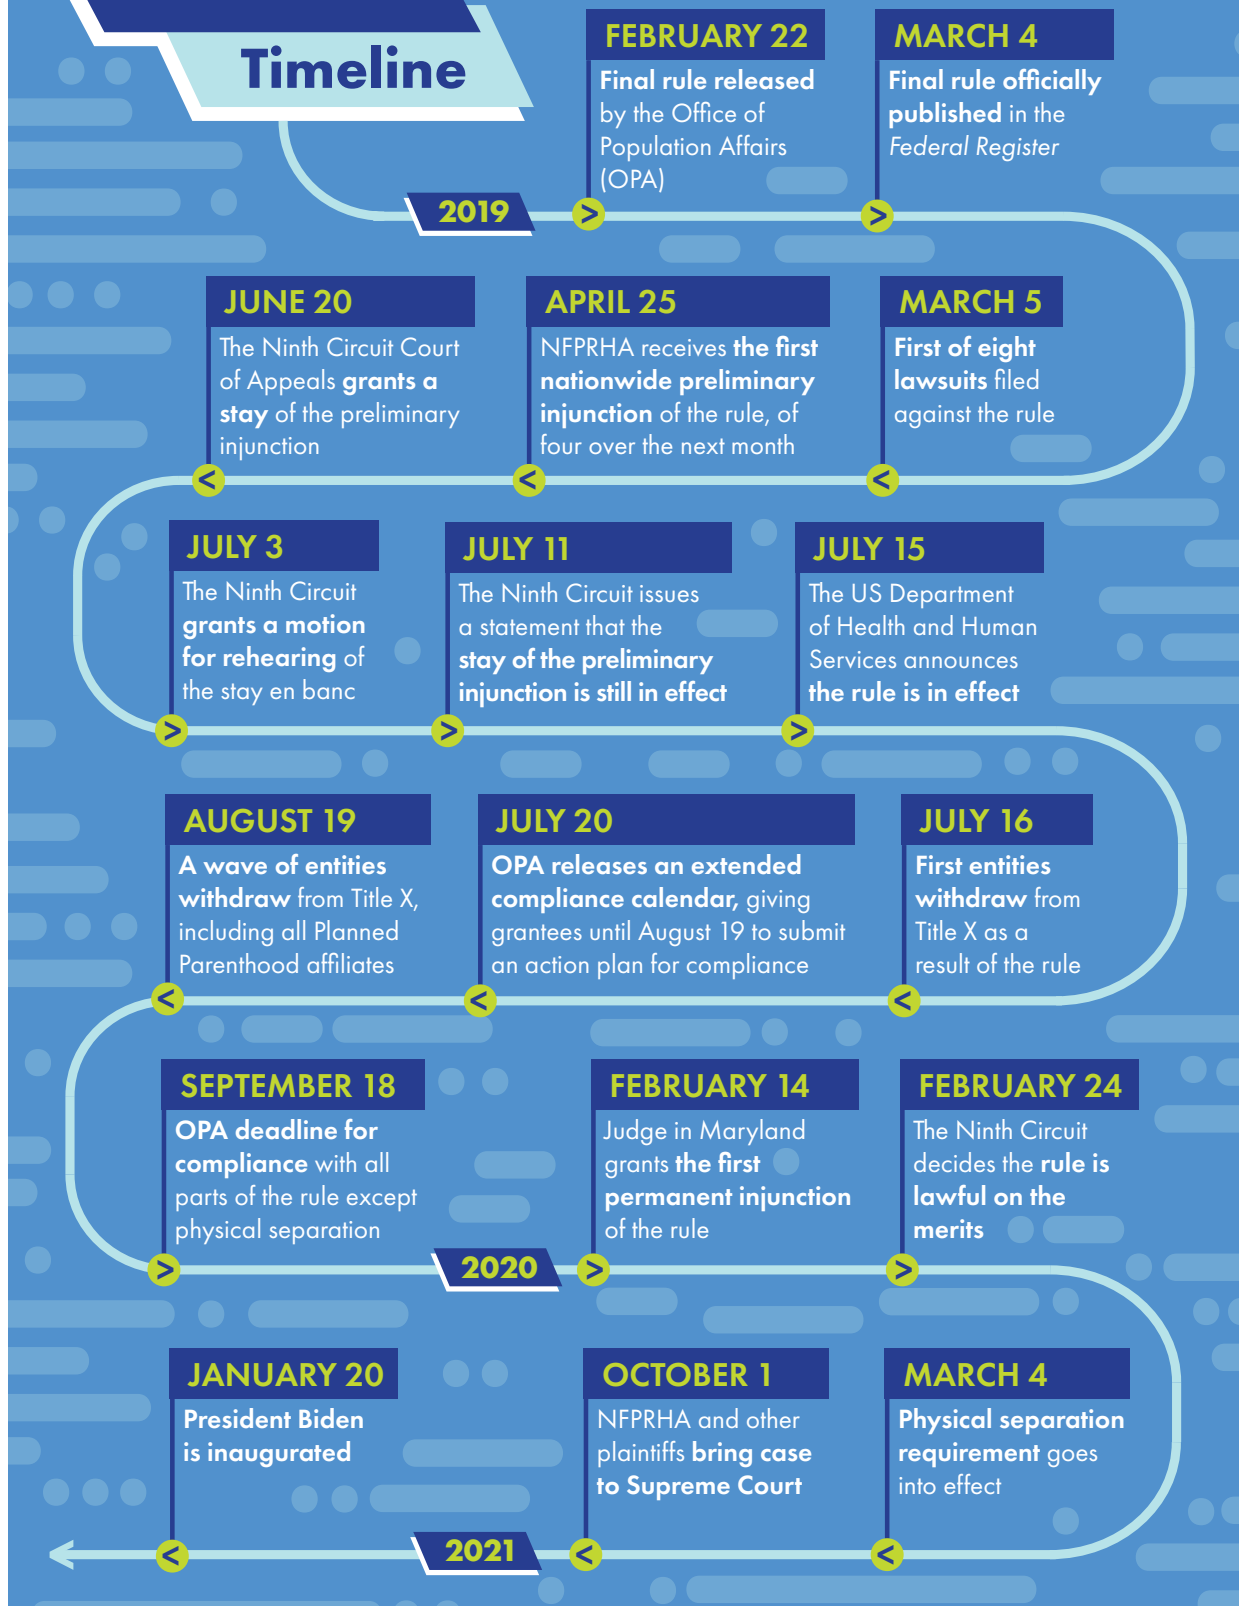 Timeline
2019
FEBRUARY 22
Final rule released
by the Office of
Population Affairs
(OPA)
MARCH 4
Final rule officially
published in the
Federal Register
MARCH 5
First of eight
lawsuits filed
against the rule
APRIL 25
NFPRHA receives the first
nationwide preliminary
injunction of the rule, of
four over the next month
JUNE 20
The Ninth Circuit Court
of Appeals grants a
stay of the preliminary
injunction
JULY 3
The Ninth Circuit
grants a motion
for rehearing of
the stay en banc
JULY 11
The Ninth Circuit issues
a statement that the
stay of the preliminary
injunction is still in effect
JULY 15
The US Department
of Health and Human
Services announces
the rule is in effect
JULY 16
First entities
withdraw from
Title X as a
result of the rule
JULY 20
OPA releases an extended
compliance calendar, giving
grantees until August 19 to submit
an action plan for compliance
AUGUST 19
A wave of entities
withdraw from Title X,
including all Planned
Parenthood affiliates
SEPTEMBER 18
OPA deadline for
compliance with all
parts of the rule except
physical separation
2020
FEBRUARY 14
Judge in Maryland
grants the first
permanent injunction
of the rule
FEBRUARY 24
The Ninth Circuit
decides the rule is
lawful on the
merits
MARCH 4
Physical separation
requirement goes
into effect
OCTOBER 1
NFPRHA and other
plaintiffs bring case
to Supreme Court
2021
JANUARY 20
President Biden
is inaugurated